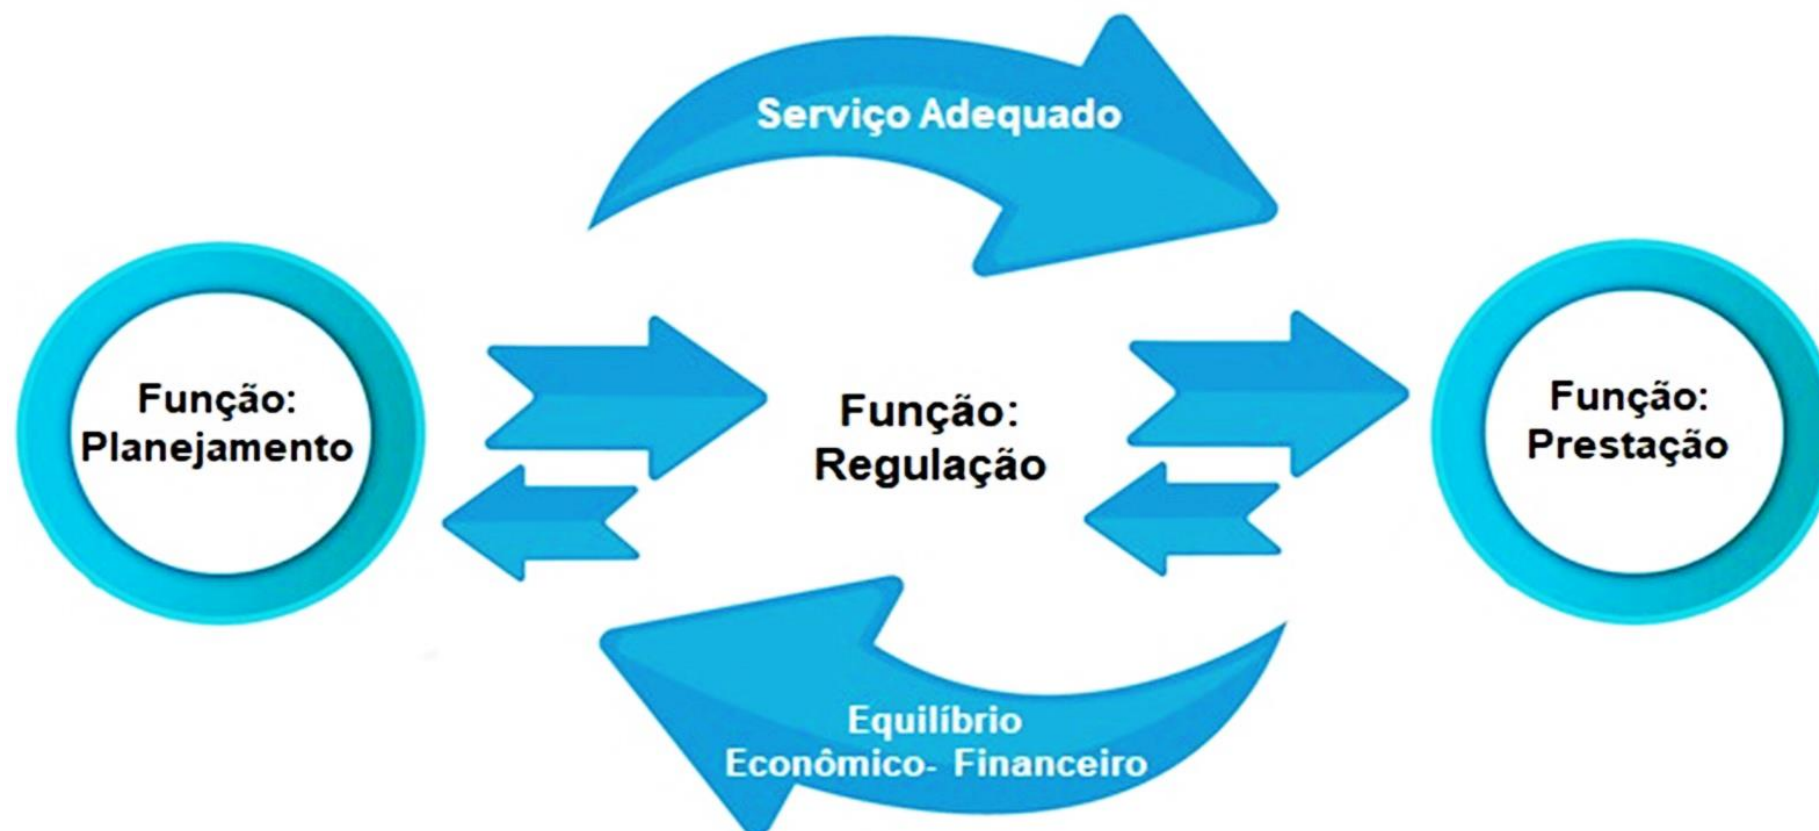 Serviço Adequado
Função:
Planejamento
Função:
Regulação
Função:
Prestação
Equilíbrio
Econômico- Financeiro